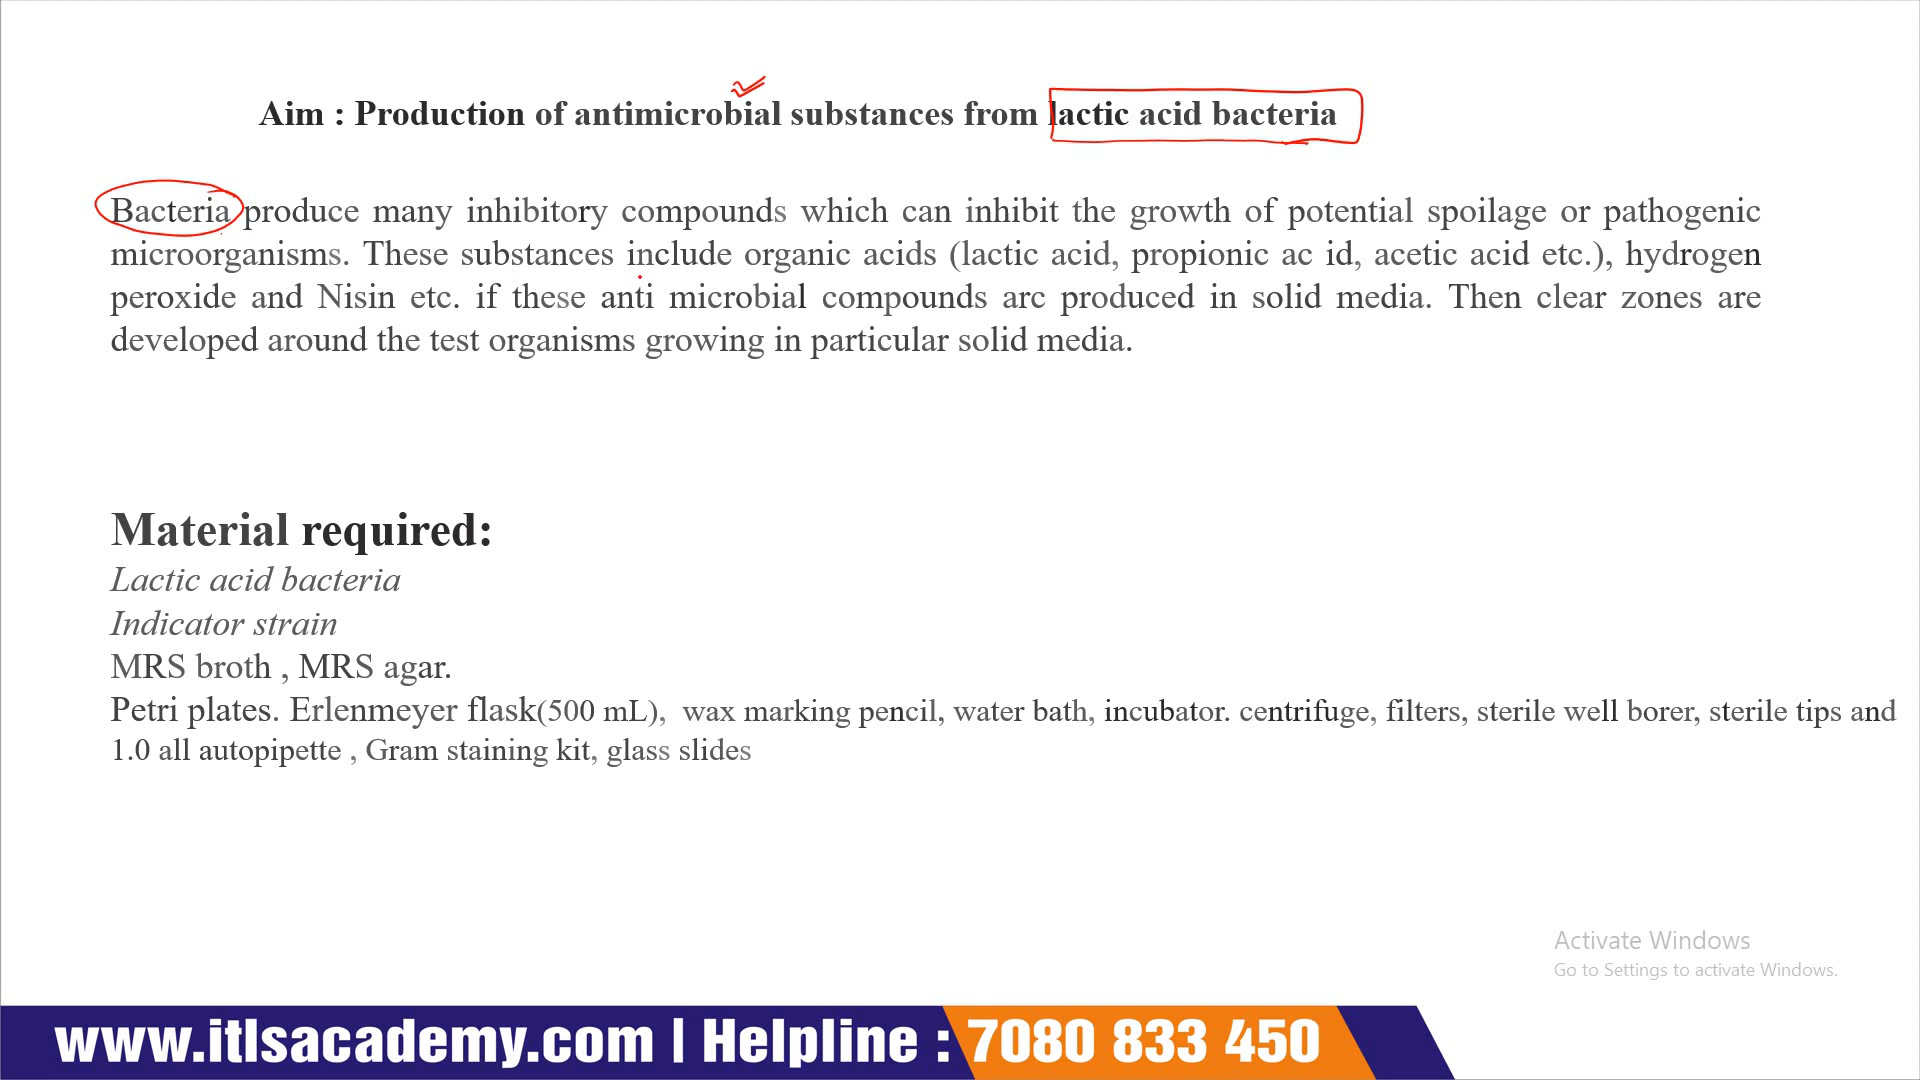 Aim : Production of antimicrobial substances from lactic acid bacteria
Bacteria produce many inhibitory compounds which can inhibit the growth of potential spoilage or pathogenic
microorganisms. These substances include organic acids (lactic acid, propionic ac id, acetic acid etc.), hydrogen
peroxide and Nisin etc. if these anti microbial compounds arc produced in solid media. Then clear zones are
developed around the test organisms growing in particular solid media.
Material required:
Lactic acid bacteria
Indicator strain
MRS broth , MRS agar.
Petri plates. Erlenmeyer flask(500 mL), wax marking pencil, water bath, incubator. centrifuge, filters, sterile well borer, sterile tips and
1.0 all autopipette , Gram staining kit, glass slides
Activate Windows
Go to Settings to activate Windows.
www.itlsacademy.com | Helpline : 7080 833 450